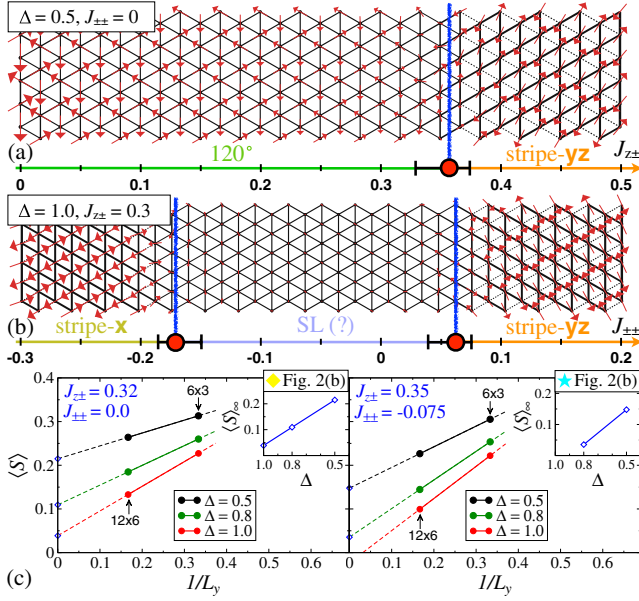 Δ = 0.5, J±± = 0
(a)
120°
stripe-yz
Jz±
0 0.1 0.2 0.3 0.4 0.5
Δ = 1.0, Jz± = 0.3
(b)
stripe-x
SL (?)
stripe-yz
J±±
-0.3 -0.2 -0.1 0 0.1 0.2
0.4
0.3
0.2
0.1
0
⟨S⟩
Jz± = 0.32
J±± = 0.0
6x3
12x6
Δ = 0.5
Δ = 0.8
Δ = 1.0
Fig. 2(b)
⟨S⟩∞
0.2
0.0
1.0 0.8 0.5
Δ
0 0.1 0.2 0.3 0.4 0.5 0.6
1/Ly
(c)
Jz± = 0.35
J±± = -0.075
6x3
12x6
Δ = 0.5
Δ = 0.8
Δ = 1.0
Fig. 2(b)
⟨S⟩∞
0.2
0.0
1.0 0.8 0.5
Δ
0 0.1 0.2 0.3 0.4 0.5 0.6
1/Ly